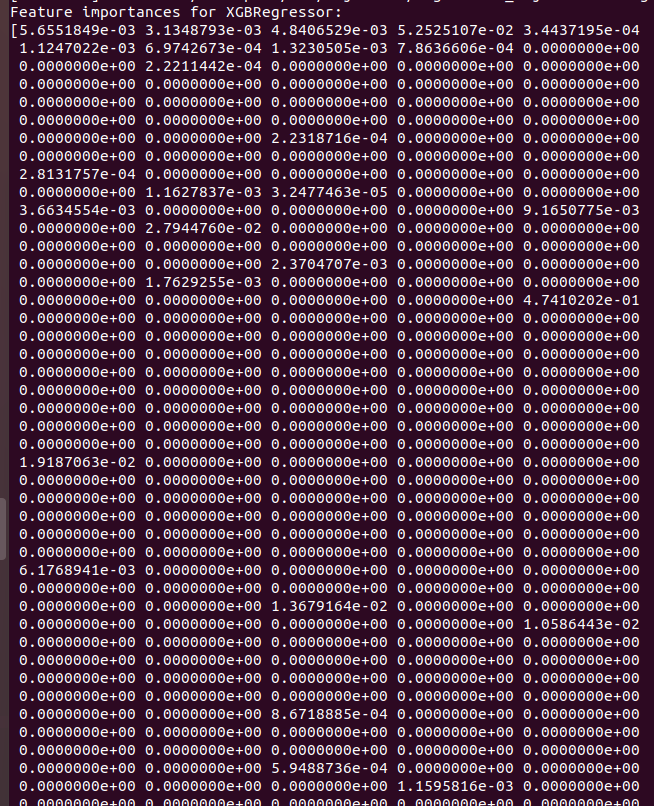 Feature importances for XGBRegressor:
[5.6551849e-03 3.1348793e-03 4.8406529e-03 5.2525107e-02 3.4437195e-04
1.1247022e-03 6.9742673e-04 1.3230505e-03 7.8636606e-04 0.0000000e+00
0.0000000e+00 2.2211442e-04 0.0000000e+00 0.0000000e+00 0.0000000e+00
0.0000000e+00 0.0000000e+00 0.0000000e+00 0.0000000e+00 0.0000000e+00
0.0000000e+00 0.0000000e+00 0.0000000e+00 0.0000000e+00 0.0000000e+00
0.0000000e+00 0.0000000e+00 0.0000000e+00 0.0000000e+00 0.0000000e+00
0.0000000e+00 0.0000000e+00 2.2318716e-04 0.0000000e+00 0.0000000e+00
0.0000000e+00 0.0000000e+00 0.0000000e+00 0.0000000e+00 0.0000000e+00
2.8131757e-04 0.0000000e+00 0.0000000e+00 0.0000000e+00 0.0000000e+00
0.0000000e+00 1.1627837e-03 3.2477463e-05 0.0000000e+00 0.0000000e+00
3.6634554e-03 0.0000000e+00 0.0000000e+00 0.0000000e+00 9.1650775e-03
0.0000000e+00 2.7944760e-02 0.0000000e+00 0.0000000e+00 0.0000000e+00
0.0000000e+00 0.0000000e+00 0.0000000e+00 0.0000000e+00 0.0000000e+00
0.0000000e+00 0.0000000e+00 2.3704707e-03 0.0000000e+00 0.0000000e+00
0.0000000e+00 1.7629255e-03 0.0000000e+00 0.0000000e+00 0.0000000e+00
0.0000000e+00 0.0000000e+00 0.0000000e+00 0.0000000e+00 4.7410202e-01
0.0000000e+00 0.0000000e+00 0.0000000e+00 0.0000000e+00 0.0000000e+00
0.0000000e+00 0.0000000e+00 0.0000000e+00 0.0000000e+00 0.0000000e+00
0.0000000e+00 0.0000000e+00 0.0000000e+00 0.0000000e+00 0.0000000e+00
0.0000000e+00 0.0000000e+00 0.0000000e+00 0.0000000e+00 0.0000000e+00
0.0000000e+00 0.0000000e+00 0.0000000e+00 0.0000000e+00 0.0000000e+00
0.0000000e+00 0.0000000e+00 0.0000000e+00 0.0000000e+00 0.0000000e+00
0.0000000e+00 0.0000000e+00 0.0000000e+00 0.0000000e+00 0.0000000e+00
0.0000000e+00 0.0000000e+00 0.0000000e+00 0.0000000e+00 0.0000000e+00
1.9187063e-02 0.0000000e+00 0.0000000e+00 0.0000000e+00 0.0000000e+00
0.0000000e+00 0.0000000e+00 0.0000000e+00 0.0000000e+00 0.0000000e+00
0.0000000e+00 0.0000000e+00 0.0000000e+00 0.0000000e+00 0.0000000e+00
0.0000000e+00 0.0000000e+00 0.0000000e+00 0.0000000e+00 0.0000000e+00
0.0000000e+00 0.0000000e+00 0.0000000e+00 0.0000000e+00 0.0000000e+00
0.0000000e+00 0.0000000e+00 0.0000000e+00 0.0000000e+00 0.0000000e+00
6.1768941e-03 0.0000000e+00 0.0000000e+00 0.0000000e+00 0.0000000e+00
0.0000000e+00 0.0000000e+00 0.0000000e+00 0.0000000e+00 0.0000000e+00
0.0000000e+00 0.0000000e+00 1.3679164e-02 0.0000000e+00 0.0000000e+00
0.0000000e+00 0.0000000e+00 0.0000000e+00 0.0000000e+00 1.0586443e-02
0.0000000e+00 0.0000000e+00 0.0000000e+00 0.0000000e+00 0.0000000e+00
0.0000000e+00 0.0000000e+00 0.0000000e+00 0.0000000e+00 0.0000000e+00
0.0000000e+00 0.0000000e+00 0.0000000e+00 0.0000000e+00 0.0000000e+00
0.0000000e+00 0.0000000e+00 0.0000000e+00 0.0000000e+00 0.0000000e+00
0.0000000e+00 0.0000000e+00 8.6718885e-04 0.0000000e+00 0.0000000e+00
0.0000000e+00 0.0000000e+00 0.0000000e+00 0.0000000e+00 0.0000000e+00
0.0000000e+00 0.0000000e+00 0.0000000e+00 0.0000000e+00 0.0000000e+00
0.0000000e+00 0.0000000e+00 5.9488736e-04 0.0000000e+00 0.0000000e+00
0.0000000e+00 0.0000000e+00 0.0000000e+00 1.1595816e-03 0.0000000e+00
0.0000000e+00 0.0000000e+00 0.0000000e+00 0.0000000e+00 0.0000000e+00